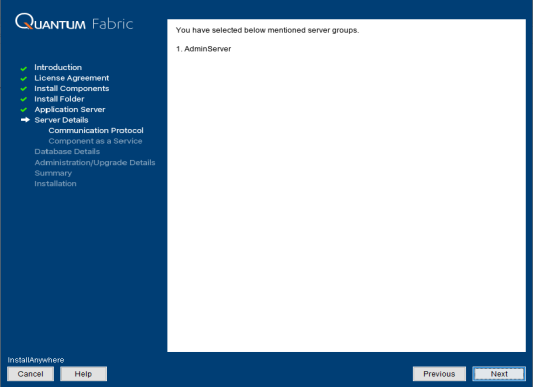 QUANTUM Fabric
You have selected below mentioned server groups.
1. AdminServer
Introduction
License Agreement
Install Components
Install Folder
Application Server
Server Details
Communication Protocol
Component as a Service
Database Details
Administration/Upgrade Details
Summary
Installation
InstallAnywhere
Cancel Help Previous Next